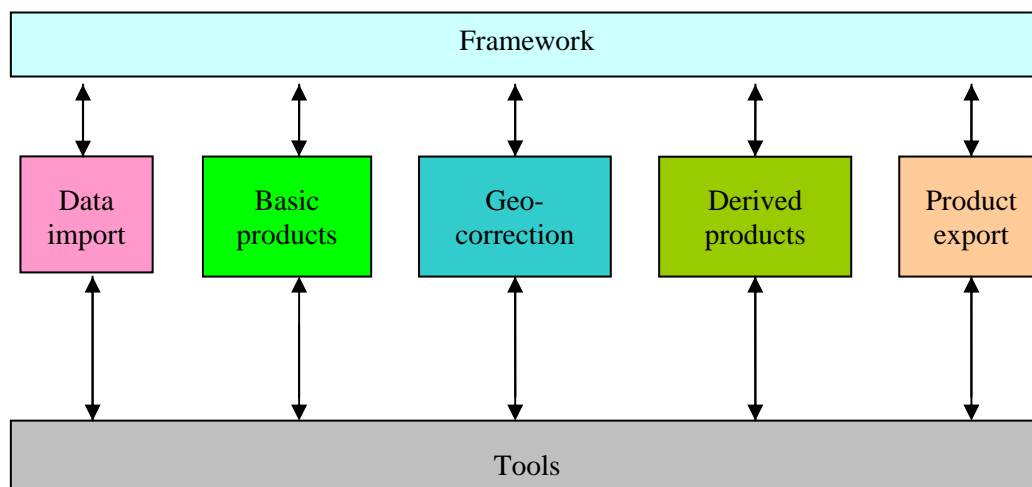 Framework
Data
import
Basic
products
Geo-
correction
Derived
products
Product
export
Tools